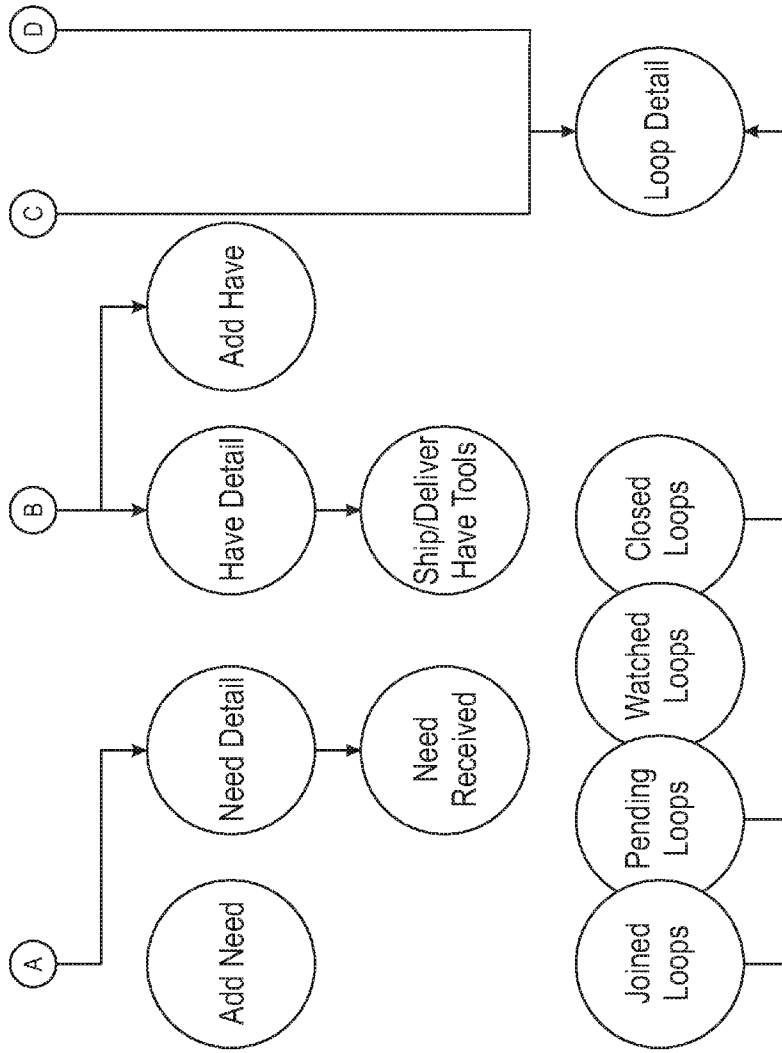 A
B
C
D
Add Need
Need Detail
Have Detail
Add Have
Need
Received
Ship/Deliver
Have Tools
Joined
Loops
Pending
Loops
Watched
Loops
Closed
Loops
Loop Detail